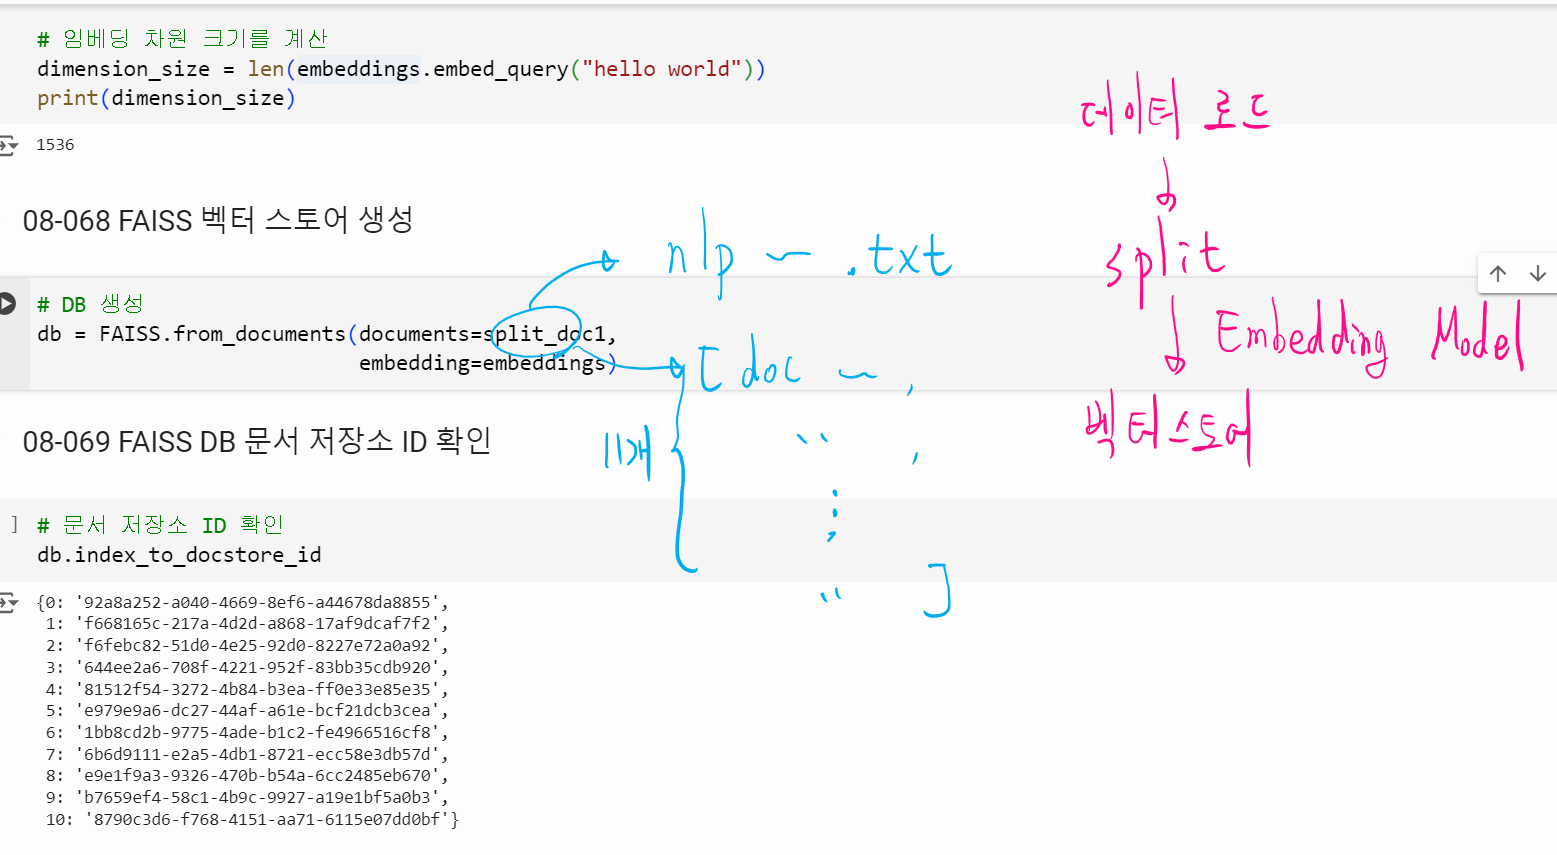 # 임베딩 차원 크기를 계산
dimension_size = len(embeddings.embed_query("hello world"))
print(dimension_size)
1536
데이터 로드
split
Embedding Model
벡터스토어
08-068 FAISS 벡터 스토어 생성
nlp ~ .txt
# DB 생성
db = FAISS.from_documents(documents=split_doc1,
embedding=embeddings)
[ doc ~ ,
11개
〃 ,
⋮
,
〃 ]
08-069 FAISS DB 문서 저장소 ID 확인
] # 문서 저장소 ID 확인
db.index_to_docstore_id
{0: '92a8a252-a040-4669-8ef6-a44678da8855',
1: 'f668165c-217a-4d2d-a868-17af9dcaf7f2',
2: 'f6febc82-51d0-4e25-92d0-8227e72a0a92',
3: '644ee2a6-708f-4221-952f-83bb35cdb920',
4: '81512f54-3272-4b84-b3ea-ff0e33e85e35',
5: 'e979e9a6-dc27-44af-a61e-bcf21dcb3cea',
6: '1bb8cd2b-9775-4ade-b1c2-fe4966516cf8',
7: '6b6d9111-e2a5-4db1-8721-ecc58e3db57d',
8: 'e9e1f9a3-9326-470b-b54a-6cc2485eb670',
9: 'b7659ef4-58c1-4b9c-9927-a19e1bf5a0b3',
10: '8790c3d6-f768-4151-aa71-6115e07dd0bf'}